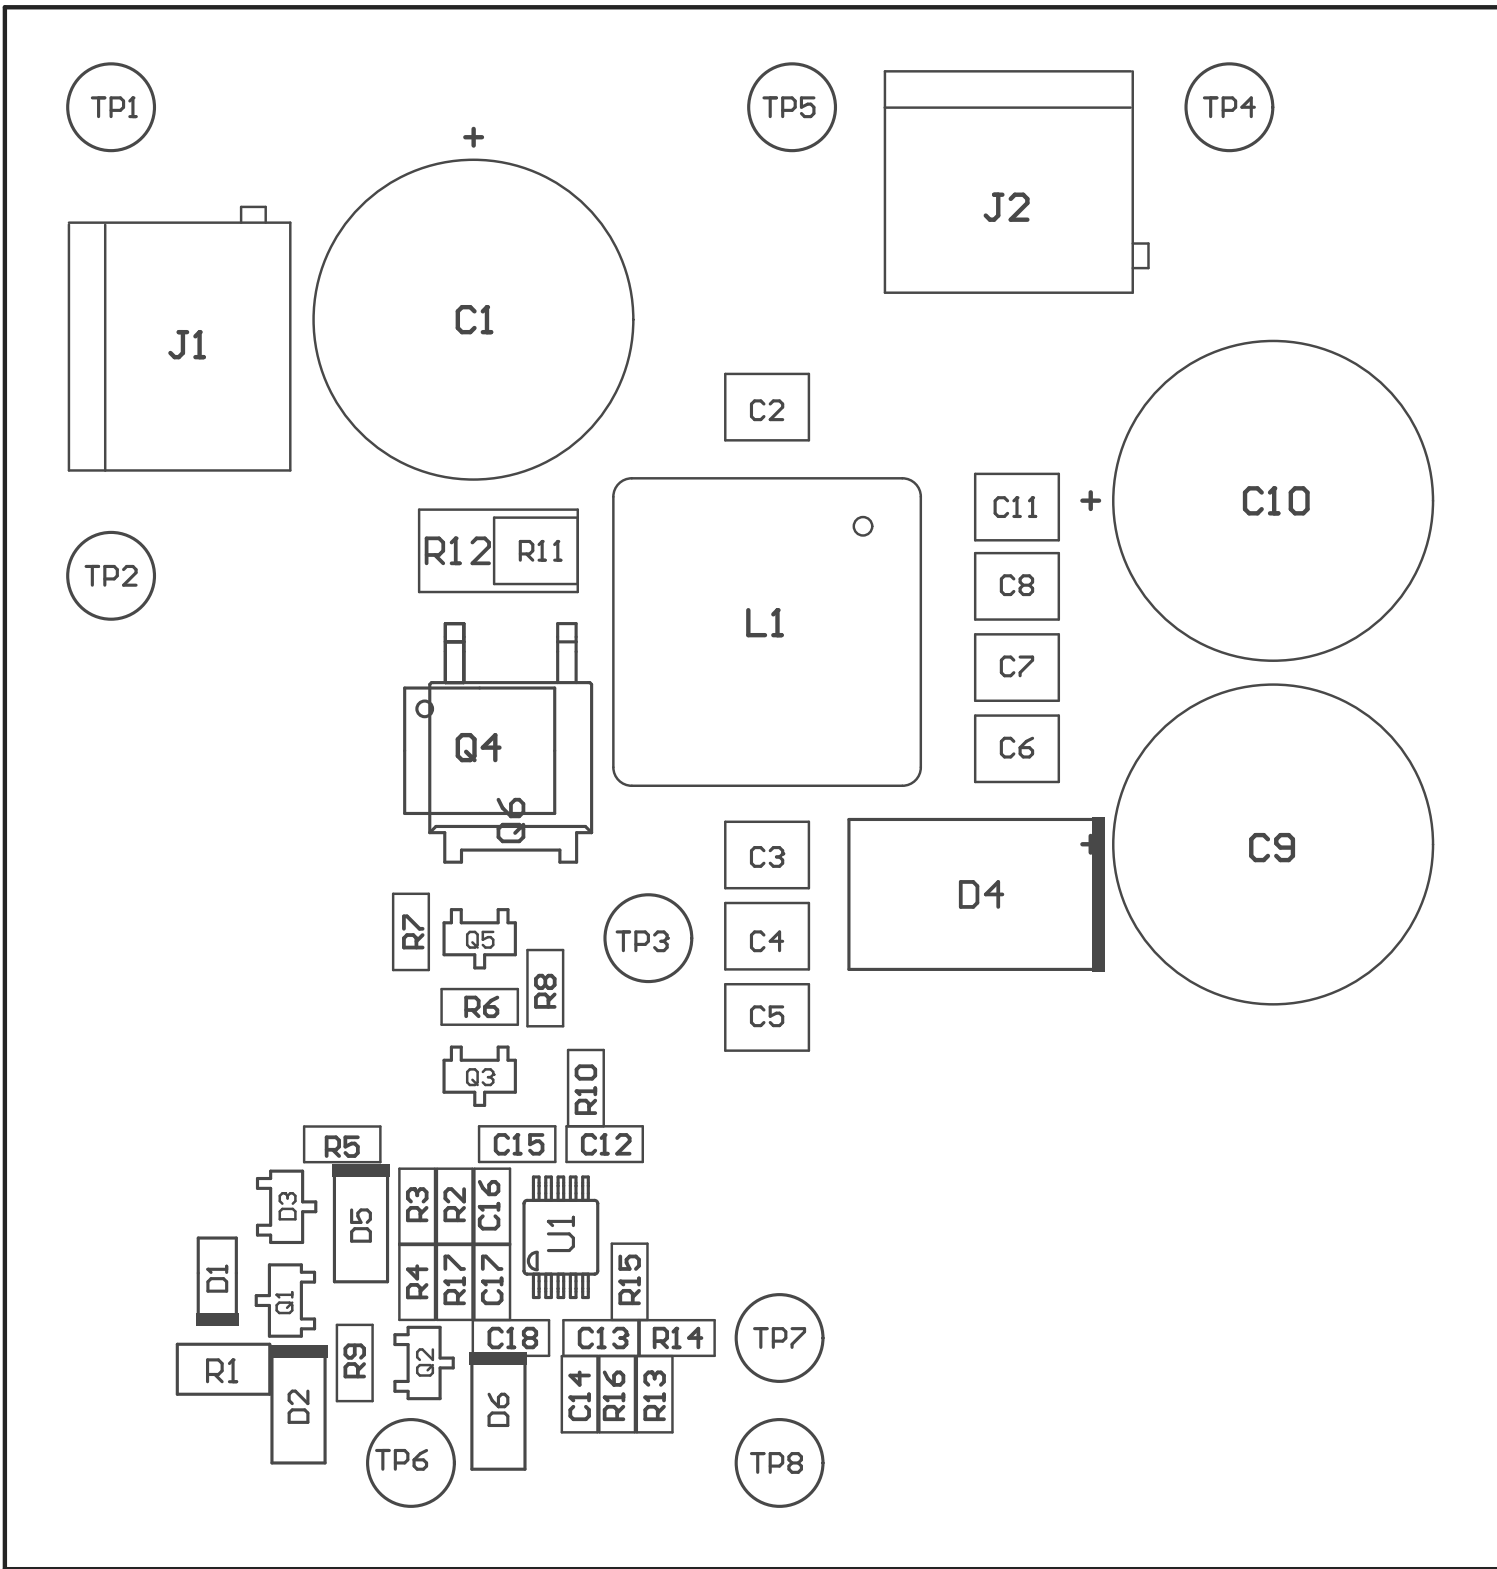 TP1
TP5
TP4
+
J2
C1
J1
C2
C11
+
C10
R12
R11
TP2
C8
L1
C7
Q4
C6
Q6
C3
+
C9
D4
R7
Q5
TP3
C4
R8
R6
C5
Q3
R10
R5
C15
C12
D3
D5
R3
R2
C16
U1
D1
Q1
R4
R17
C17
R15
R1
D2
R9
Q2
C18
C13
R14
TP7
D6
C14
R16
R13
TP6
TP8